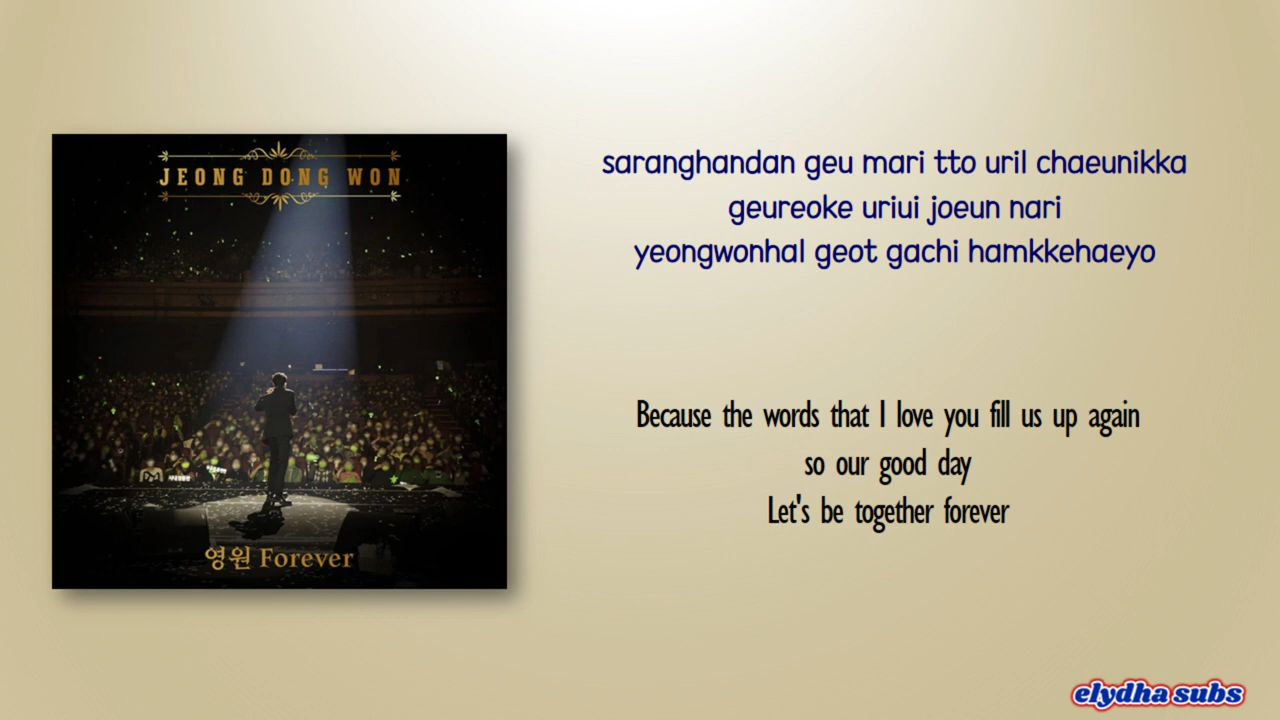 JEONG DONG WON
영원 Forever
saranghandan geu mari tto uril chaeunikka
geureoke uriui joeun nari
yeongwonhal geot gachi hamkkehaeyo
Because the words that I love you fill us up again
so our good day
Let's be together forever
elydha subs